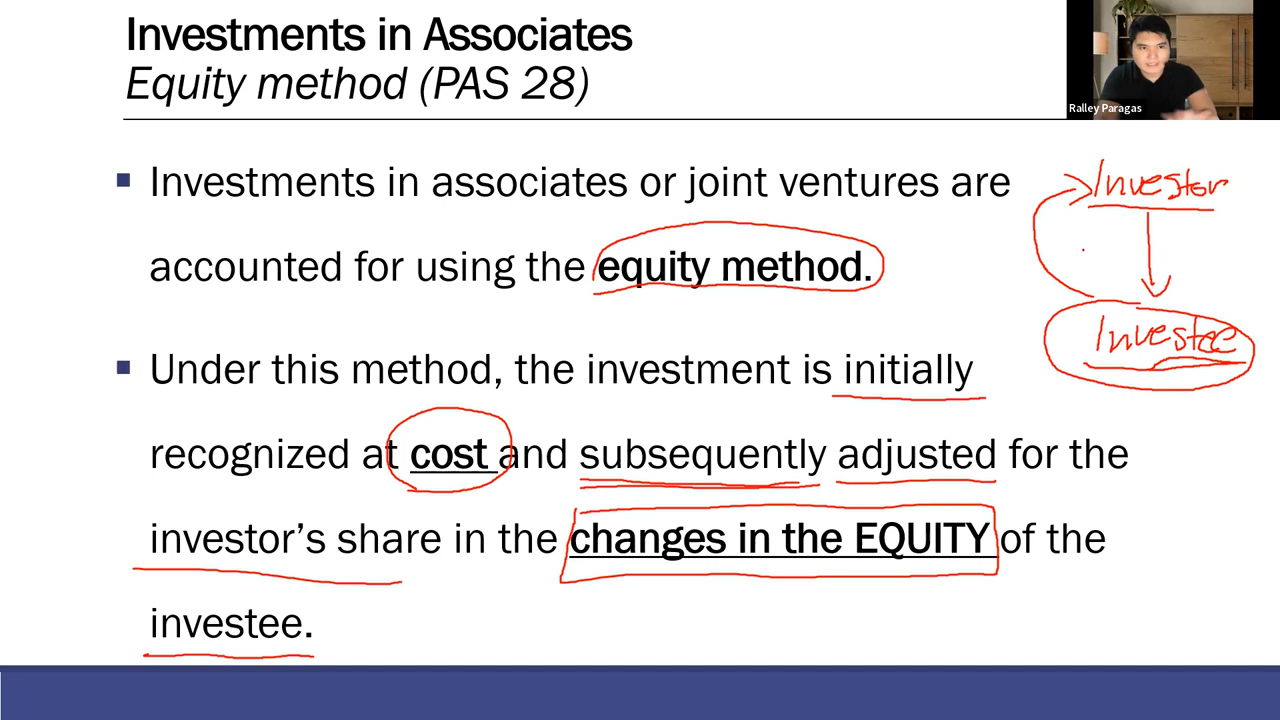 Investments in Associates
Equity method (PAS 28)
Ralley Paragas
▪ Investments in associates or joint ventures are
accounted for using the equity method.
Investor
Investee
▪ Under this method, the investment is initially
recognized at cost and subsequently adjusted for the
investor’s share in the changes in the EQUITY of the
investee.